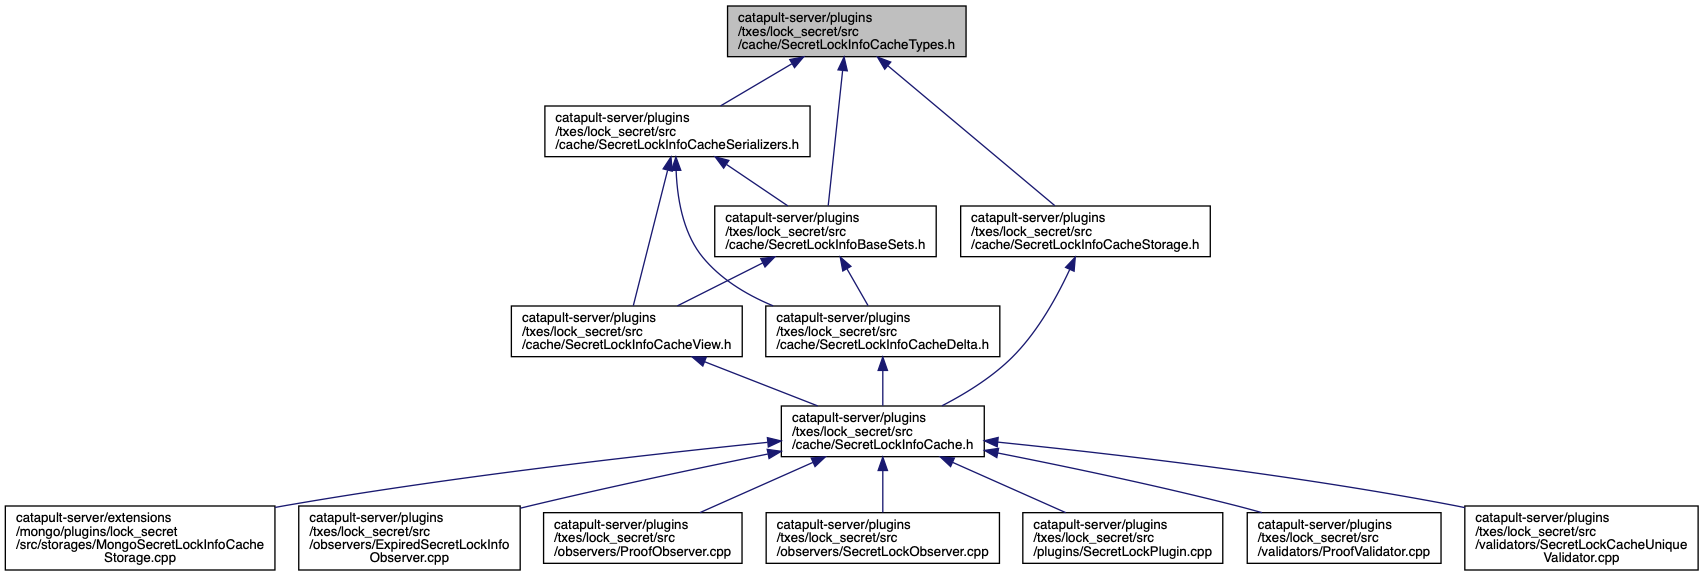 catapult-server/plugins
/txes/lock_secret/src
/cache/SecretLockInfoCacheTypes.h
catapult-server/plugins
/txes/lock_secret/src
/cache/SecretLockInfoCacheSerializers.h
catapult-server/plugins
/txes/lock_secret/src
/cache/SecretLockInfoBaseSets.h
catapult-server/plugins
/txes/lock_secret/src
/cache/SecretLockInfoCacheStorage.h
catapult-server/plugins
/txes/lock_secret/src
/cache/SecretLockInfoCacheView.h
catapult-server/plugins
/txes/lock_secret/src
/cache/SecretLockInfoCacheDelta.h
catapult-server/plugins
/txes/lock_secret/src
/cache/SecretLockInfoCache.h
catapult-server/extensions
/mongo/plugins/lock_secret
/src/storages/MongoSecretLockInfoCache
Storage.cpp
catapult-server/plugins
/txes/lock_secret/src
/observers/ExpiredSecretLockInfo
Observer.cpp
catapult-server/plugins
/txes/lock_secret/src
/observers/ProofObserver.cpp
catapult-server/plugins
/txes/lock_secret/src
/observers/SecretLockObserver.cpp
catapult-server/plugins
/txes/lock_secret/src
/plugins/SecretLockPlugin.cpp
catapult-server/plugins
/txes/lock_secret/src
/validators/ProofValidator.cpp
catapult-server/plugins
/txes/lock_secret/src
/validators/SecretLockCacheUnique
Validator.cpp